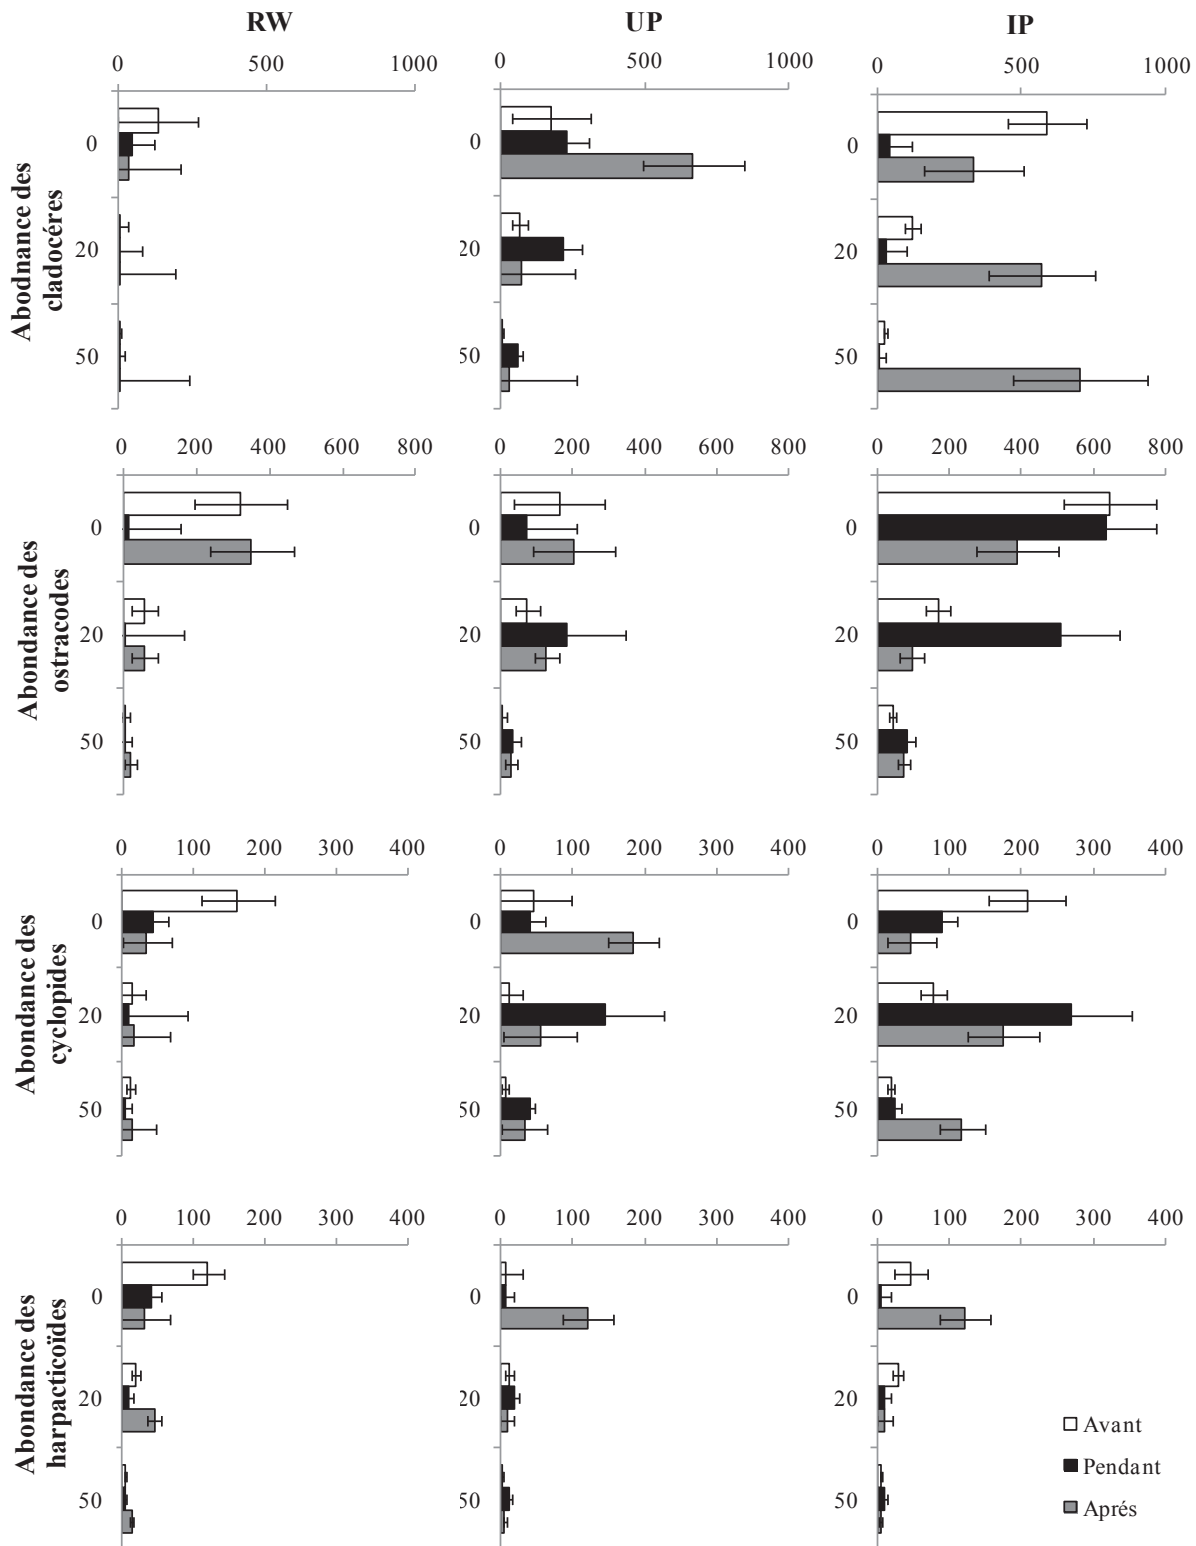 RW UP IP
0 500 1000 0 500 1000 0 500 1000
Abodnance des
cladocéres
0 0 0
20 20 20
50 50 50
0 200 400 600 800 0 200 400 600 800 0 200 400 600 800
Abondance des
ostracodes
0 0 0
20 20 20
50 50 50
0 100 200 300 400 0 100 200 300 400 0 100 200 300 400
Abondance des
cyclopides
0 0 0
20 20 20
50 50 50
0 100 200 300 400 0 100 200 300 400 0 100 200 300 400
Abondance des
harpacticoïdes
0 0 0
20 20 20
50 50 50
Avant
Pendant
Aprés